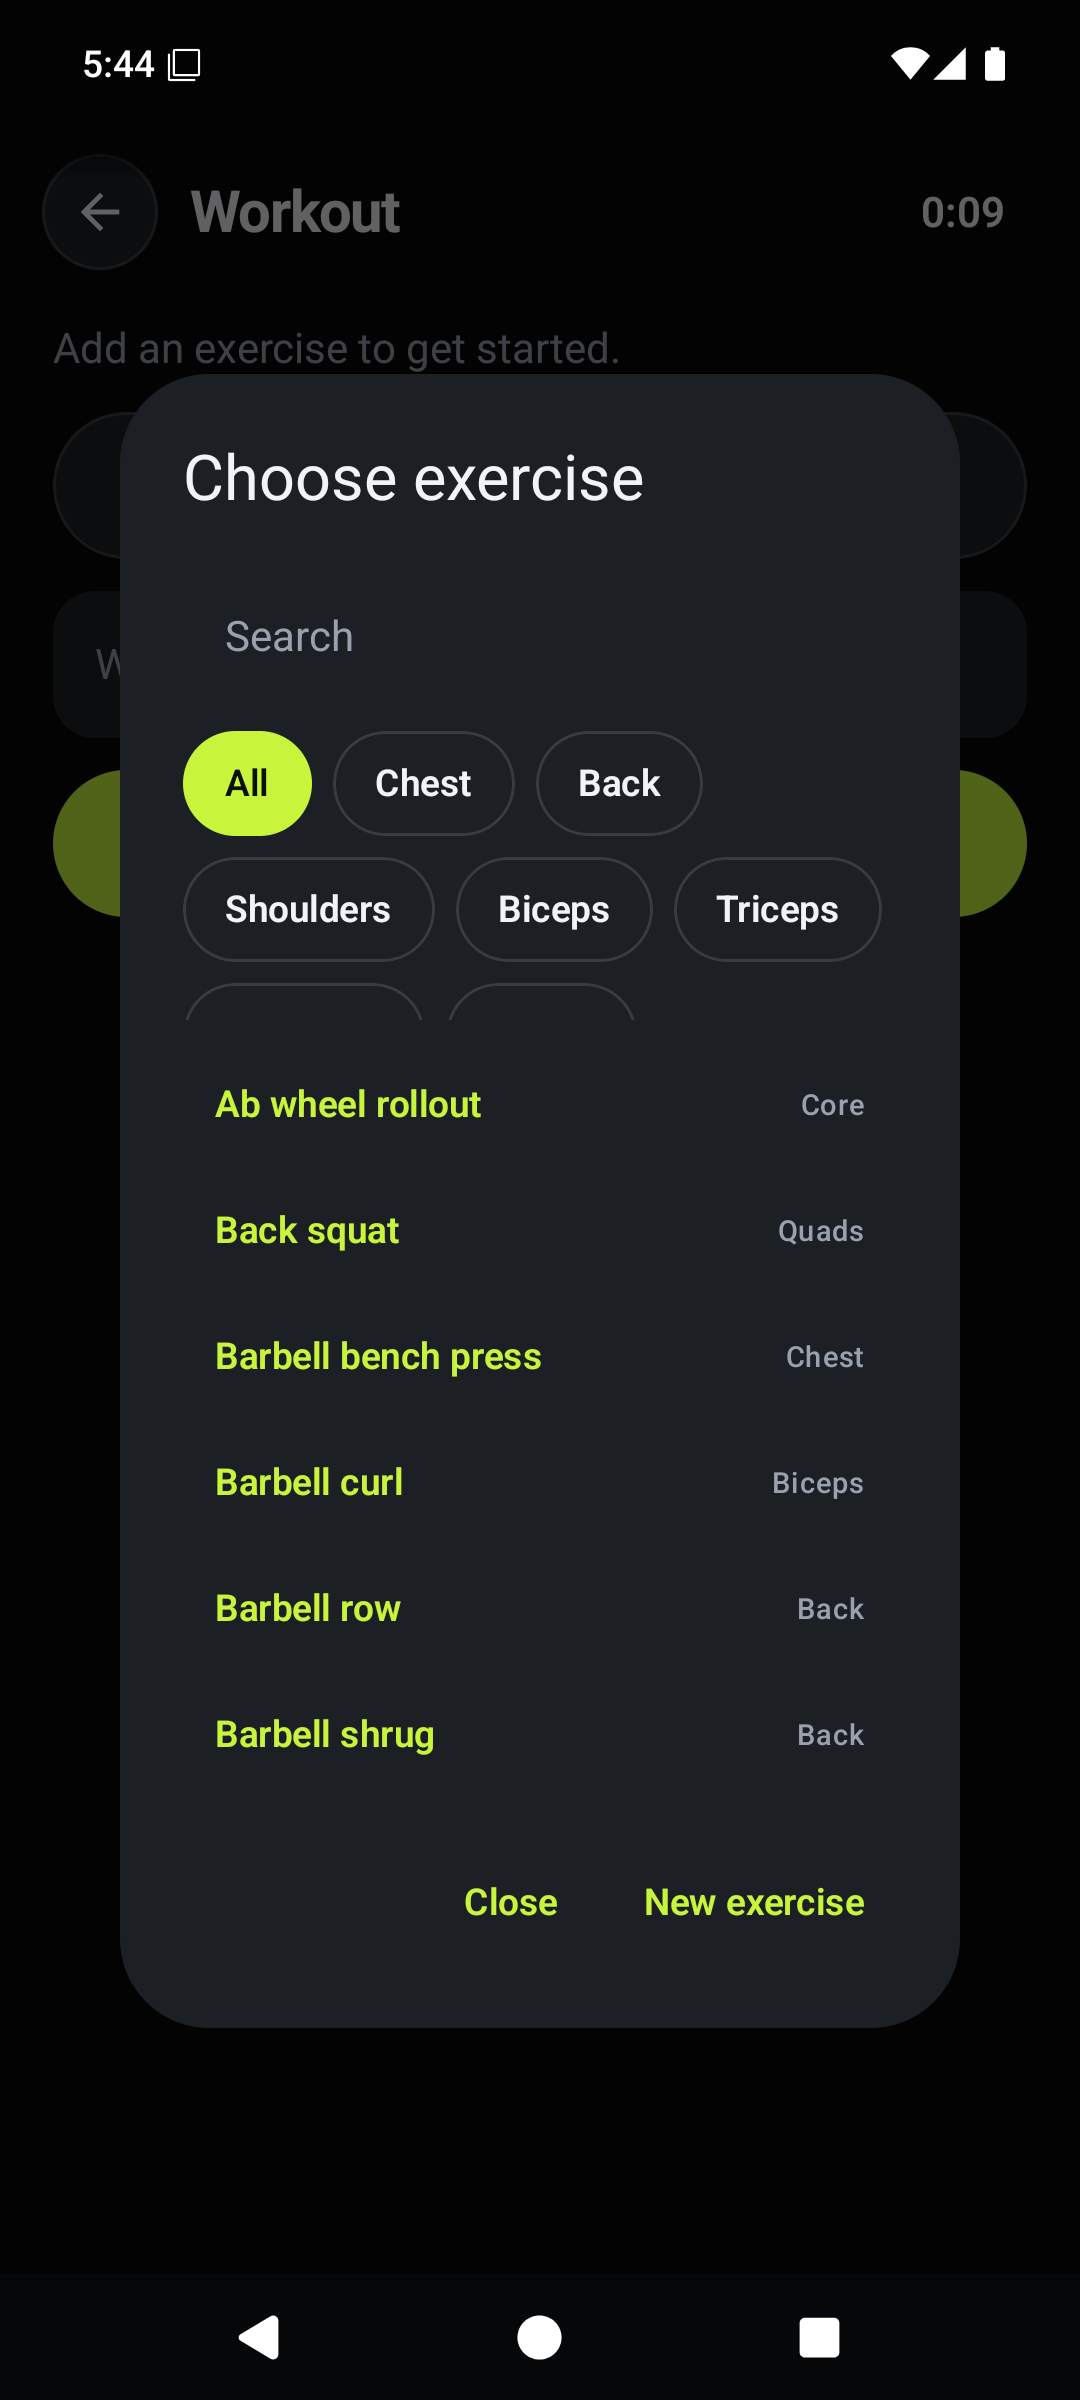 5:44
Workout
0:09
Add an exercise to get started.
Choose exercise
Search
All
Chest
Back
Shoulders
Biceps
Triceps
Ab wheel rollout
Core
Back squat
Quads
Barbell bench press
Chest
Barbell curl
Biceps
Barbell row
Back
Barbell shrug
Back
Close
New exercise